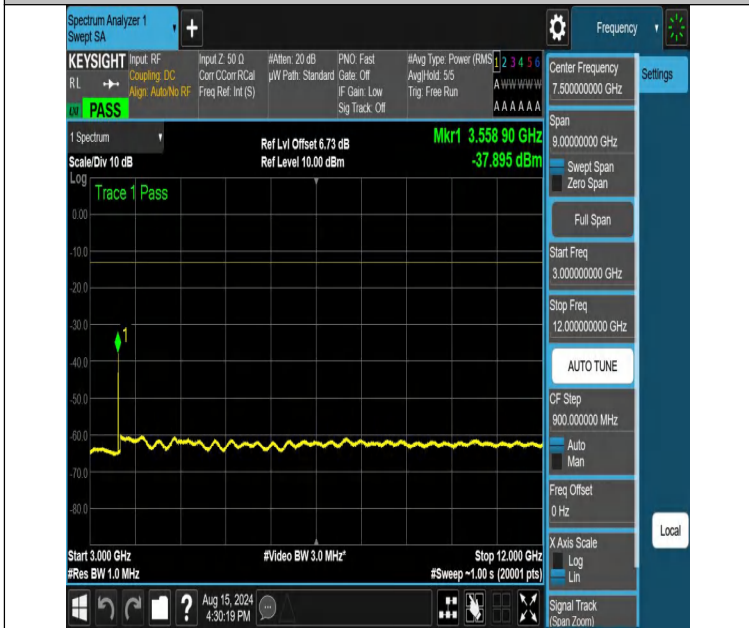 Spectrum Analyzer 1
Swept SA
+
Frequency
KEYSIGHT
RL
PASS
Input: RF
Coupling: DC
Align: Auto/No RF
Input Z: 50 Ω
Corr CCorr RCal
Freq Ref: Int (S)
#Atten: 20 dB
µW Path: Standard
PNO: Fast
Gate: Off
IF Gain: Low
Sig Track: Off
#Avg Type: Power (RMS
Avg|Hold: 5/5
Trig: Free Run
1 2 3 4 5 6
A W W W W W
A A A A A A
1 Spectrum
Scale/Div 10 dB
Ref Lvl Offset 6.73 dB
Ref Level 10.00 dBm
Mkr1 3.558 90 GHz
-37.895 dBm
Log
Trace 1 Pass
0.00
-10.0
-20.0
-30.0
1
-40.0
-50.0
-60.0
-70.0
-80.0
Start 3.000 GHz
#Video BW 3.0 MHz*
Stop 12.000 GHz
#Res BW 1.0 MHz
#Sweep ~1.00 s (20001 pts)
Aug 15, 2024
4:30:19 PM
?
Settings
Center Frequency
7.500000000 GHz
Span
9.00000000 GHz
Swept Span
Zero Span
Full Span
Start Freq
3.000000000 GHz
Stop Freq
12.000000000 GHz
AUTO TUNE
CF Step
900.000000 MHz
Auto
Man
Freq Offset
0 Hz
X Axis Scale
Log
Lin
Signal Track
(Span Zoom)
Local